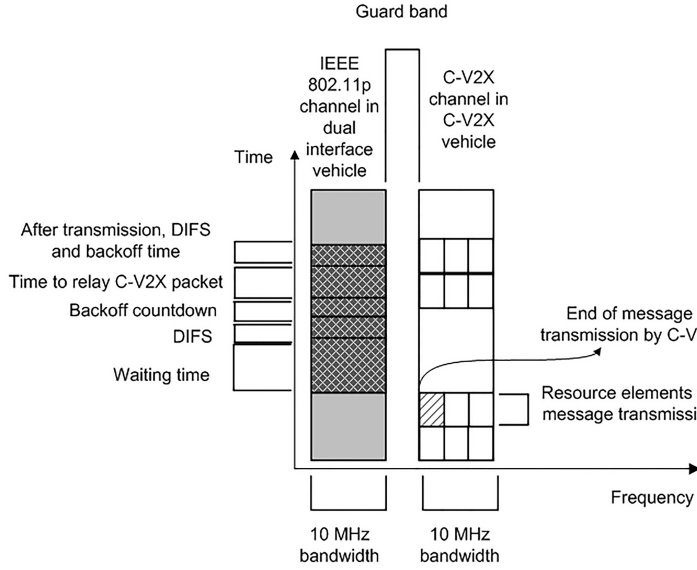 Guard band
IEEE
802.11p
channel in
dual
interface
vehicle
C-V2X
channel in
C-V2X
vehicle
Time
After transmission, DIFS
and backoff time
Time to relay C-V2X packet
Backoff countdown
DIFS
Waiting time
End of message
transmission by C-V
Resource elements
message transmissi
Frequency
10 MHz
bandwidth
10 MHz
bandwidth